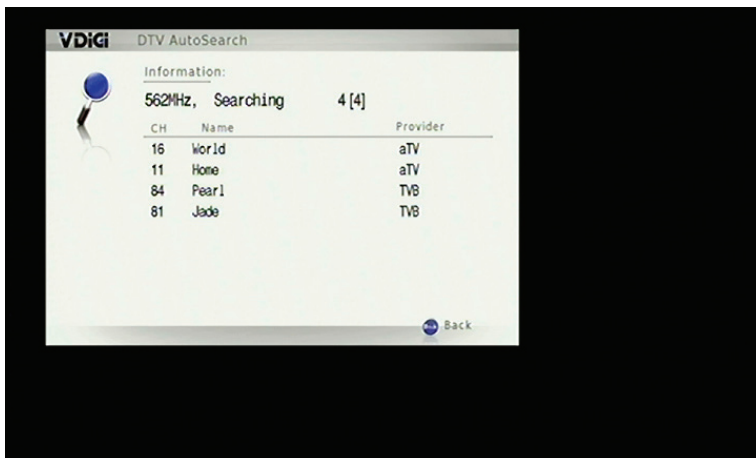 VDiGi DTV AutoSearch
Information:
562MHz, Searching 4 [4]
CH Name Provider
16 World aTV
11 Home aTV
84 Pearl TVB
81 Jade TVB
Back